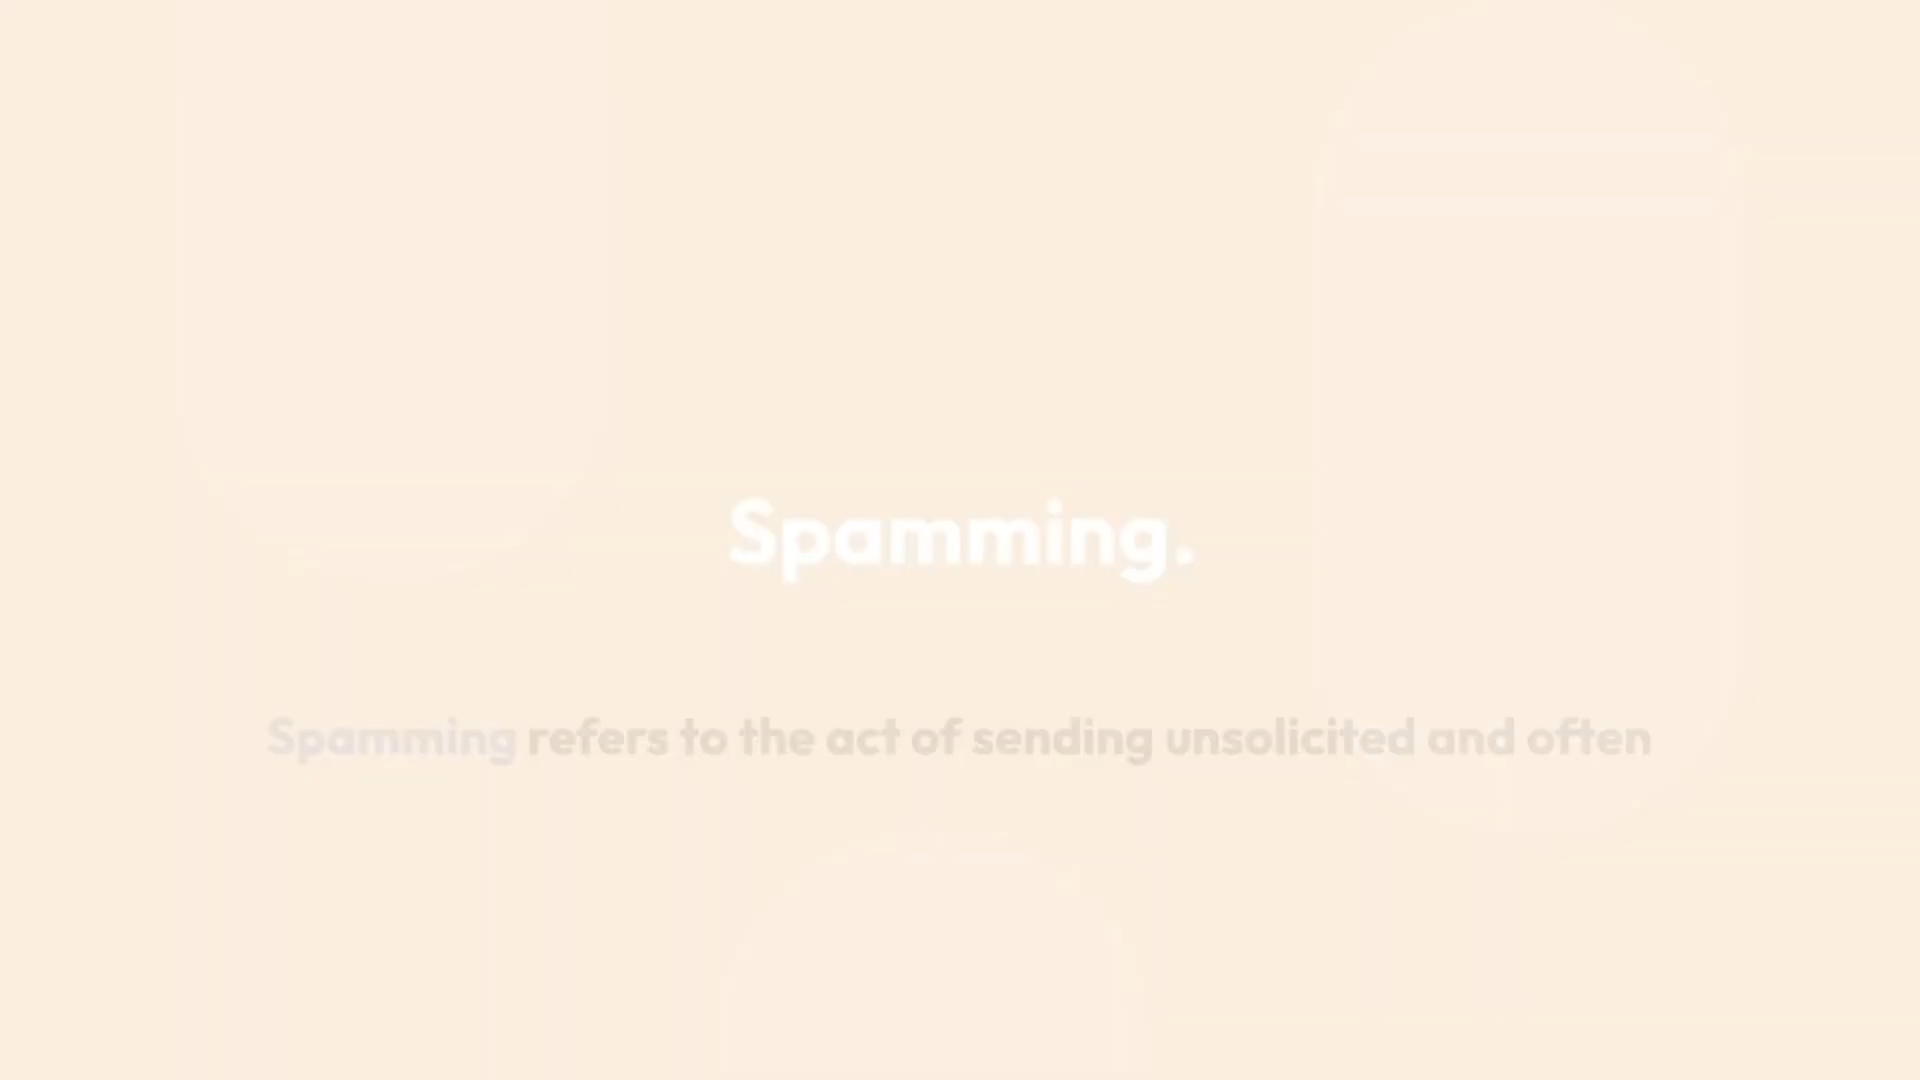 Spamming.
Spamming refers to the act of sending unsolicited and often